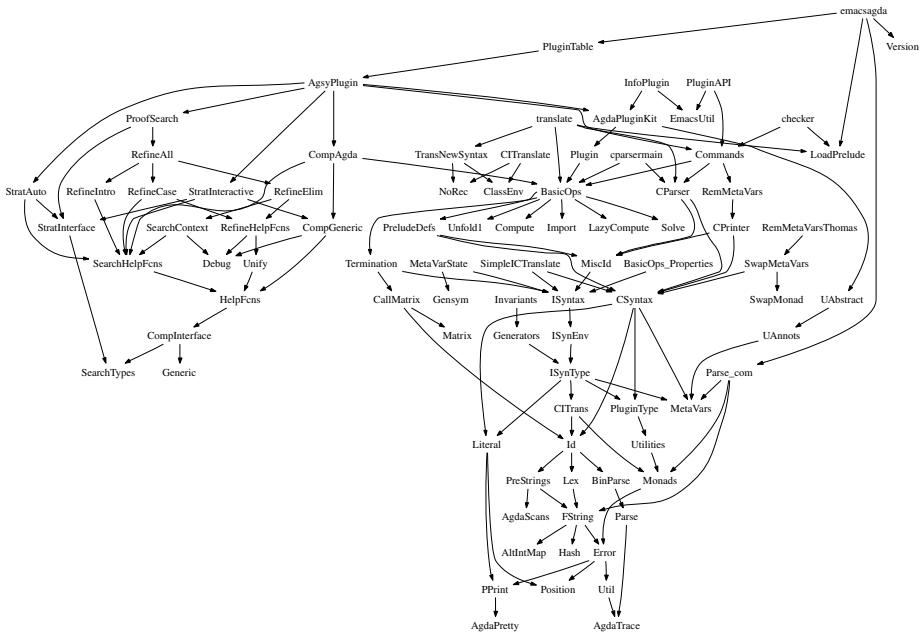 emacsagda
PluginTable
Version
AgsyPlugin
InfoPlugin
PluginAPI
ProofSearch
translate
AgdaPluginKit
EmacsUtil
checker
RefineAll
CompAgda
TransNewSyntax
CITranslate
Plugin
cparsermain
Commands
LoadPrelude
StratAuto
RefineIntro
RefineCase
StratInteractive
RefineElim
NoRec
ClassEnv
BasicOps
CParser
RemMetaVars
StratInterface
SearchContext
RefineHelpFcns
CompGeneric
PreludeDefs
Unfold1
Compute
Import
LazyCompute
Solve
CPrinter
RemMetaVarsThomas
SearchHelpFcns
Debug
Unify
Termination
MetaVarState
SimpleICTranslate
MiscId
BasicOps_Properties
SwapMetaVars
HelpFcns
CallMatrix
Gensym
Invariants
ISyntax
CSyntax
SwapMonad
UAbstract
CompInterface
Matrix
Generators
ISynEnv
UAnnots
SearchTypes
Generic
ISynType
Parse_com
CITrans
PluginType
MetaVars
Literal
Id
Utilities
PreStrings
Lex
BinParse
Monads
AgdaScans
FString
Parse
AltIntMap
Hash
Error
PPrint
Position
Util
AgdaPretty
AgdaTrace